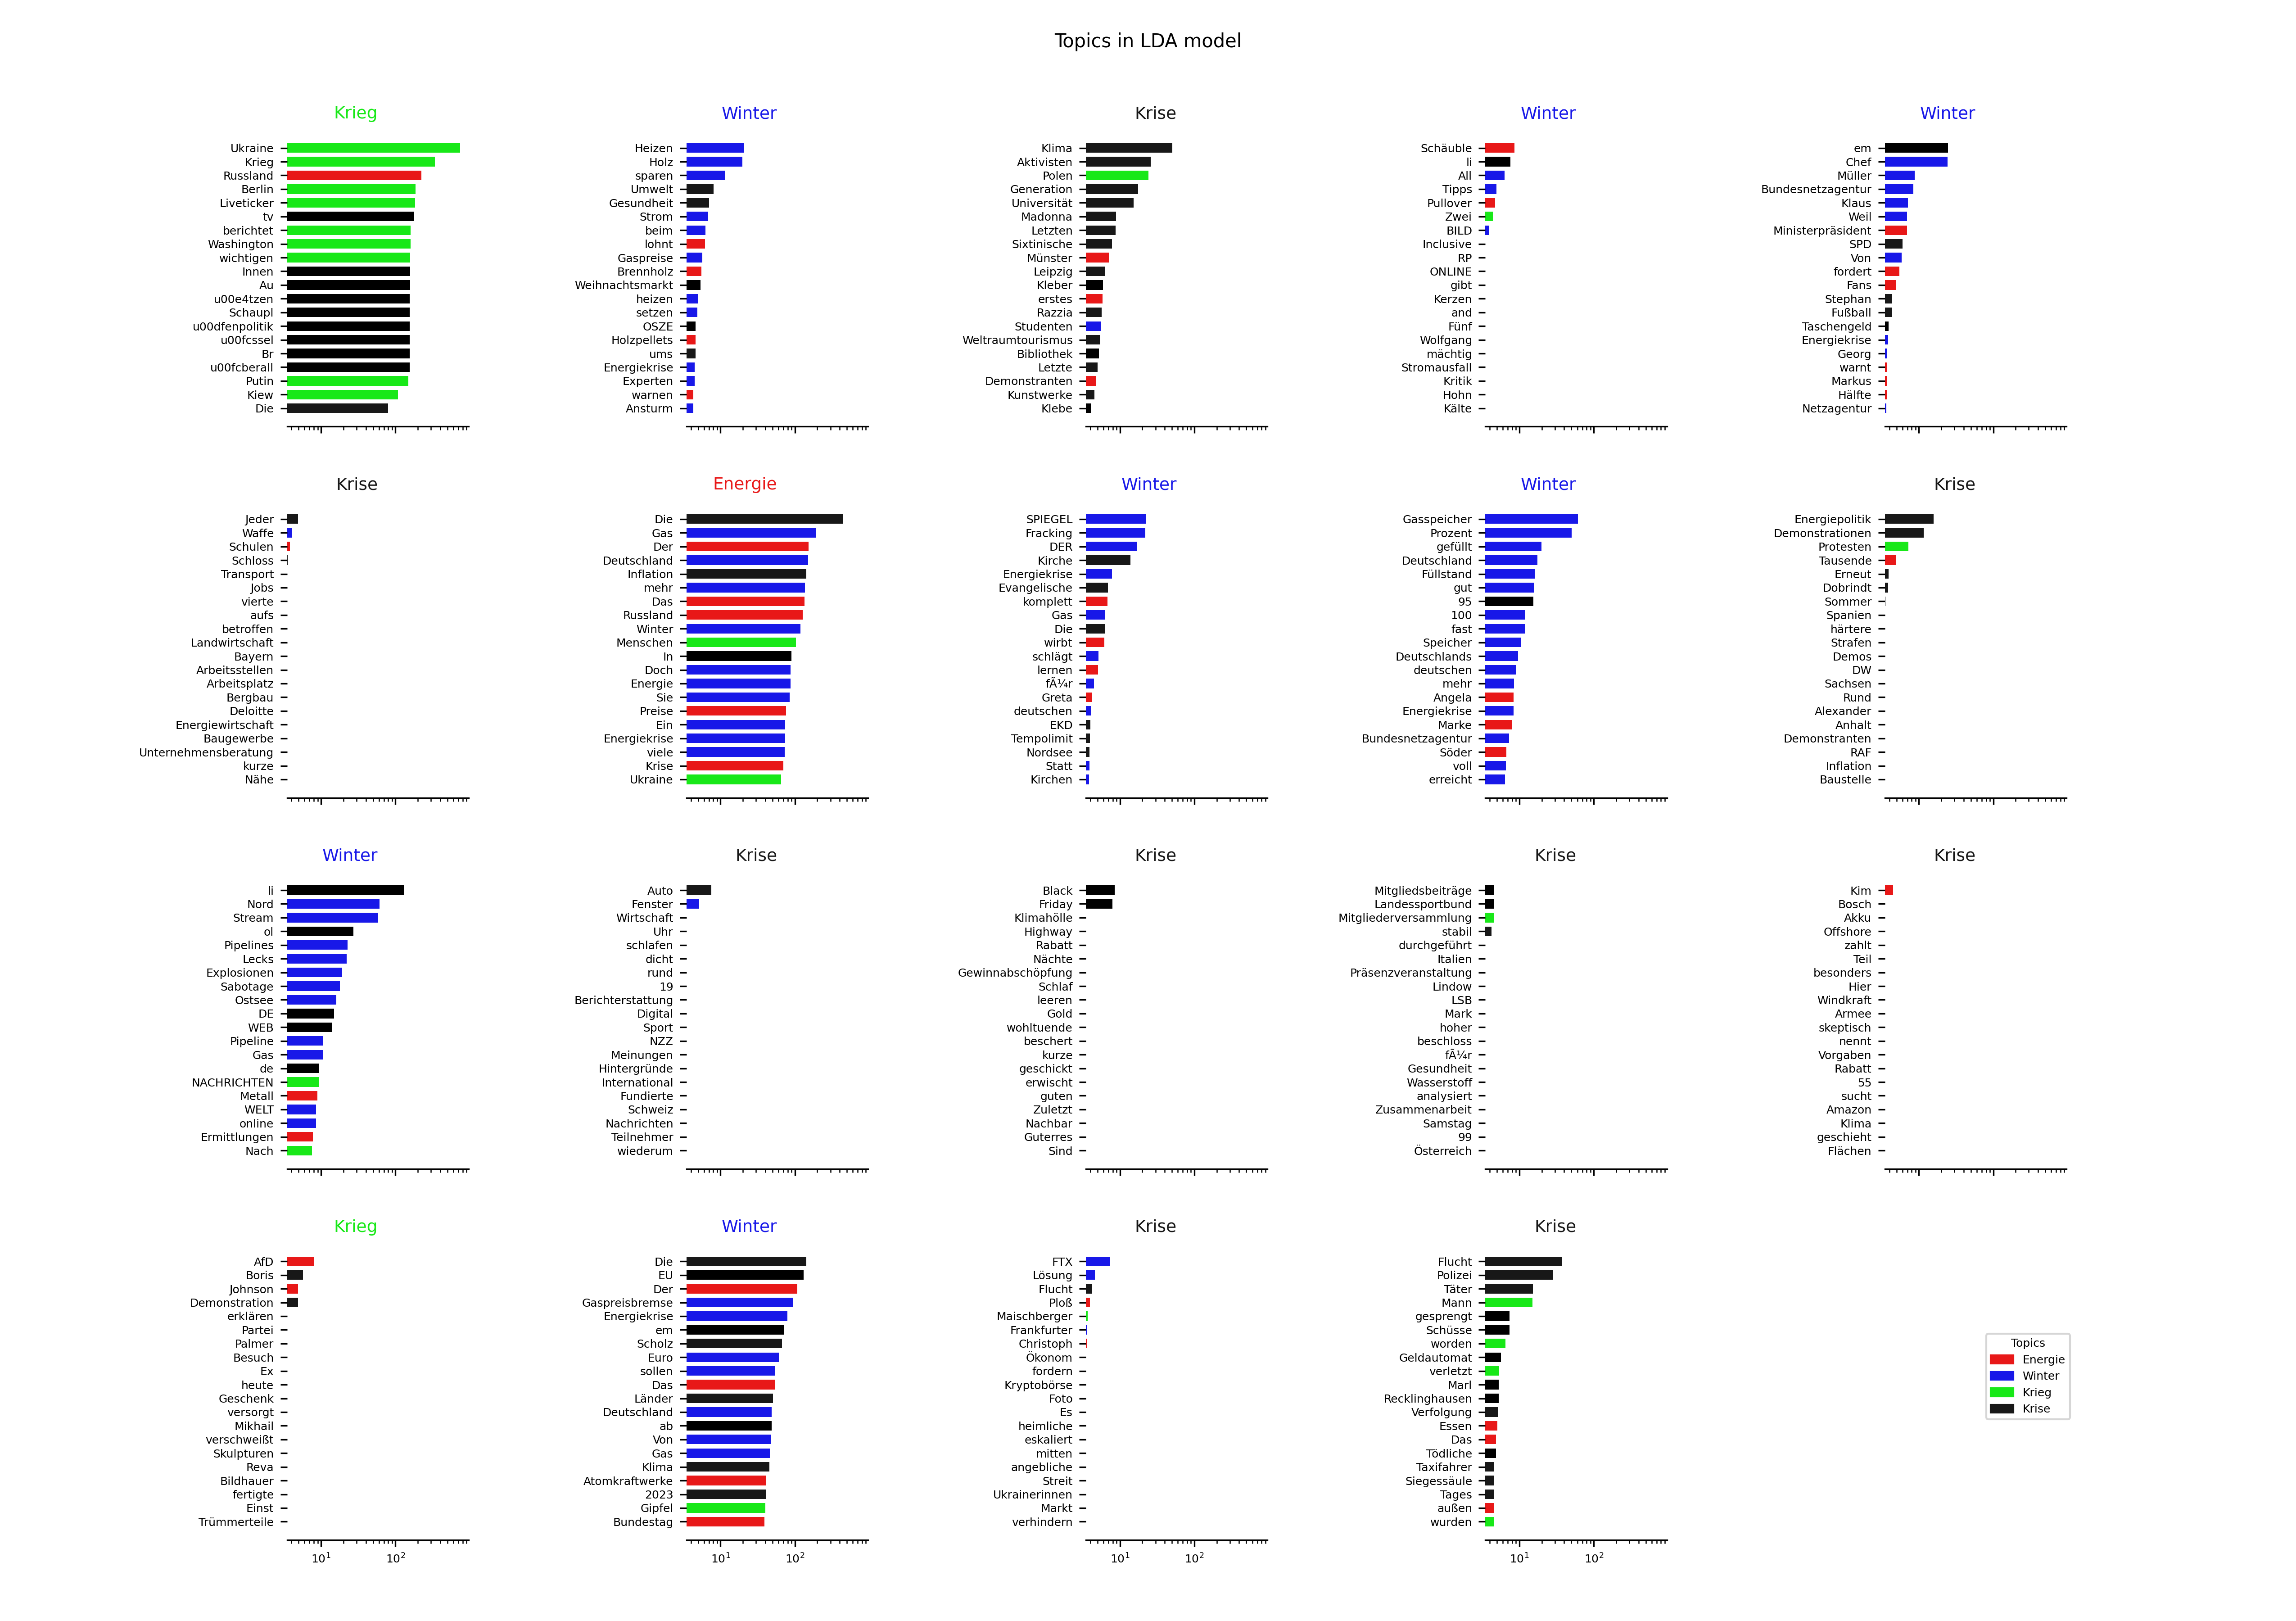 Topics in LDA model
Krieg
Ukraine
Krieg
Russland
Berlin
Liveticker
tv
berichtet
Washington
wichtigen
Innen
Au
u00e4tzen
Schaupl
u00dfenpolitik
u00fcssel
Br
u00fcberall
Putin
Kiew
Die
Winter
Heizen
Holz
sparen
Umwelt
Gesundheit
Strom
beim
lohnt
Gaspreise
Brennholz
Weihnachtsmarkt
heizen
setzen
OSZE
Holzpellets
ums
Energiekrise
Experten
warnen
Ansturm
Krise
Klima
Aktivisten
Polen
Generation
Universität
Madonna
Letzten
Sixtinische
Münster
Leipzig
Kleber
erstes
Razzia
Studenten
Weltraumtourismus
Bibliothek
Letzte
Demonstranten
Kunstwerke
Klebe
Winter
Schäuble
li
All
Tipps
Pullover
Zwei
BILD
Inclusive
RP
ONLINE
gibt
Kerzen
and
Fünf
Wolfgang
mächtig
Stromausfall
Kritik
Hohn
Kälte
Winter
em
Chef
Müller
Bundesnetzagentur
Klaus
Weil
Ministerpräsident
SPD
Von
fordert
Fans
Stephan
Fußball
Taschengeld
Energiekrise
Georg
warnt
Markus
Hälfte
Netzagentur
Krise
Jeder
Waffe
Schulen
Schloss
Transport
Jobs
vierte
aufs
betroffen
Landwirtschaft
Bayern
Arbeitsstellen
Arbeitsplatz
Bergbau
Deloitte
Energiewirtschaft
Baugewerbe
Unternehmensberatung
kurze
Nähe
Energie
Die
Gas
Der
Deutschland
Inflation
mehr
Das
Russland
Winter
Menschen
In
Doch
Energie
Sie
Preise
Ein
Energiekrise
viele
Krise
Ukraine
Winter
SPIEGEL
Fracking
DER
Kirche
Energiekrise
Evangelische
komplett
Gas
Die
wirbt
schlägt
lernen
fÃ¼r
Greta
deutschen
EKD
Tempolimit
Nordsee
Statt
Kirchen
Winter
Gasspeicher
Prozent
gefüllt
Deutschland
Füllstand
gut
95
100
fast
Speicher
Deutschlands
deutschen
mehr
Angela
Energiekrise
Marke
Bundesnetzagentur
Söder
voll
erreicht
Krise
Energiepolitik
Demonstrationen
Protesten
Tausende
Erneut
Dobrindt
Sommer
Spanien
härtere
Strafen
Demos
DW
Sachsen
Rund
Alexander
Anhalt
Demonstranten
RAF
Inflation
Baustelle
Winter
li
Nord
Stream
ol
Pipelines
Lecks
Explosionen
Sabotage
Ostsee
DE
WEB
Pipeline
Gas
de
NACHRICHTEN
Metall
WELT
online
Ermittlungen
Nach
Krise
Auto
Fenster
Wirtschaft
Uhr
schlafen
dicht
rund
19
Berichterstattung
Digital
Sport
NZZ
Meinungen
Hintergründe
International
Fundierte
Schweiz
Nachrichten
Teilnehmer
wiederum
Krise
Black
Friday
Klimahölle
Highway
Rabatt
Nächte
Gewinnabschöpfung
Schlaf
leeren
Gold
wohltuende
beschert
kurze
geschickt
erwischt
guten
Zuletzt
Nachbar
Guterres
Sind
Krise
Mitgliedsbeiträge
Landessportbund
Mitgliederversammlung
stabil
durchgeführt
Italien
Präsenzveranstaltung
Lindow
LSB
Mark
hoher
beschloss
fÃ¼r
Gesundheit
Wasserstoff
analysiert
Zusammenarbeit
Samstag
99
Österreich
Krise
Kim
Bosch
Akku
Offshore
zahlt
Teil
besonders
Hier
Windkraft
Armee
skeptisch
nennt
Vorgaben
Rabatt
55
sucht
Amazon
Klima
geschieht
Flächen
Krieg
AfD
Boris
Johnson
Demonstration
erklären
Partei
Palmer
Besuch
Ex
heute
Geschenk
versorgt
Mikhail
verschweißt
Skulpturen
Reva
Bildhauer
fertigte
Einst
Trümmerteile
10¹
10²
Winter
Die
EU
Der
Gaspreisbremse
Energiekrise
em
Scholz
Euro
sollen
Das
Länder
Deutschland
ab
Von
Gas
Klima
Atomkraftwerke
2023
Gipfel
Bundestag
10¹
10²
Krise
FTX
Lösung
Flucht
Ploß
Maischberger
Frankfurter
Christoph
Ökonom
fordern
Kryptobörse
Foto
Es
heimliche
eskaliert
mitten
angebliche
Streit
Ukrainerinnen
Markt
verhindern
10¹
10²
Krise
Flucht
Polizei
Täter
Mann
gesprengt
Schüsse
worden
Geldautomat
verletzt
Marl
Recklinghausen
Verfolgung
Essen
Das
Tödliche
Taxifahrer
Siegessäule
Tages
außen
wurden
10¹
10²
Topics
Energie
Winter
Krieg
Krise